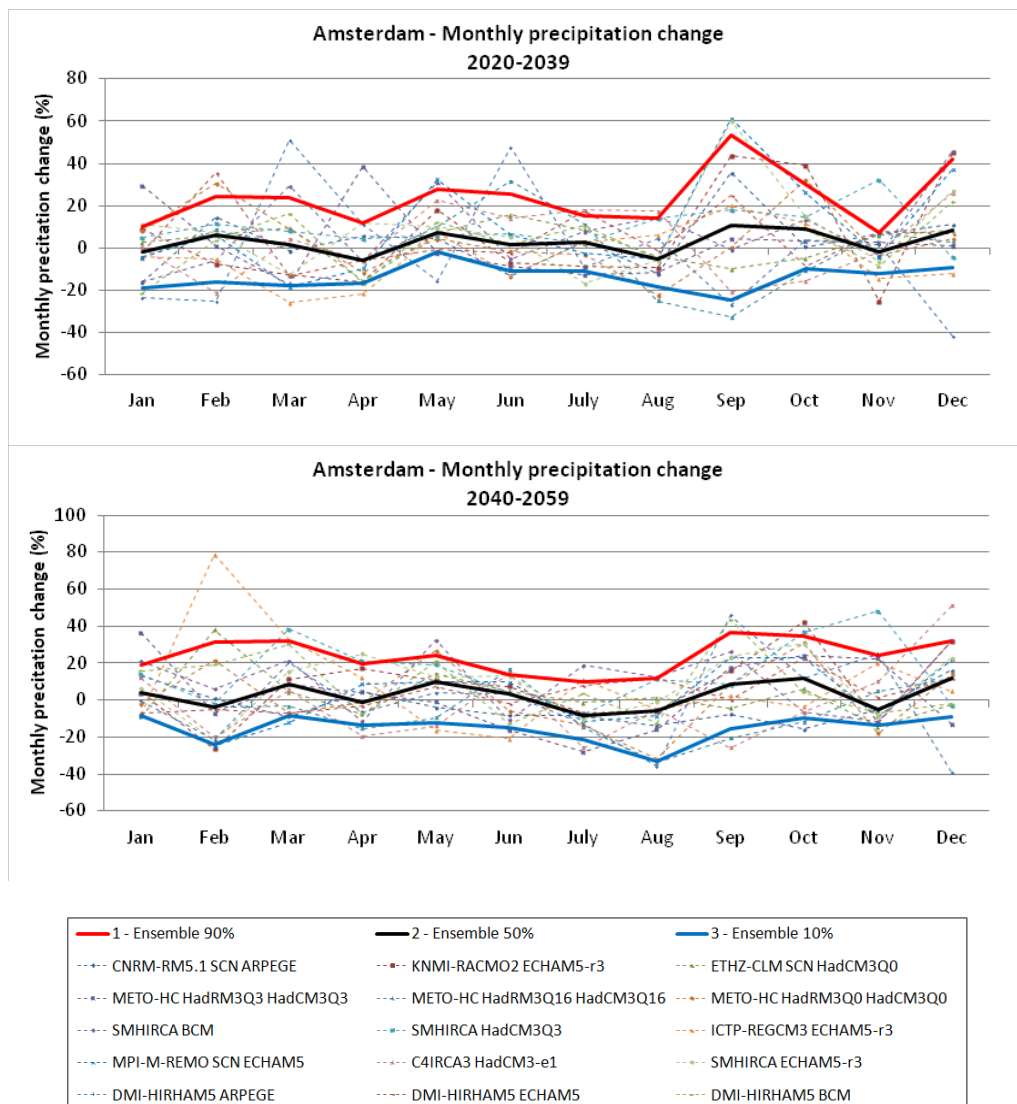 Amsterdam - Monthly precipitation change
2020-2039
Monthly precitation change (%)
80
60
40
20
0
-20
-40
-60
Jan Feb Mar Apr May Jun July Aug Sep Oct Nov Dec
Amsterdam - Monthly precipitation change
2040-2059
Monthly precitation change (%)
100
80
60
40
20
0
-20
-40
-60
Jan Feb Mar Apr May Jun July Aug Sep Oct Nov Dec
1 - Ensemble 90% 2 - Ensemble 50% 3 - Ensemble 10%
CNRM-RM5.1 SCN ARPEGE KNMI-RACMO2 ECHAM5-r3 ETHZ-CLM SCN HadCM3Q0
METO-HC HadRM3Q3 HadCM3Q3 METO-HC HadRM3Q16 HadCM3Q16 METO-HC HadRM3Q0 HadCM3Q0
SMHIRCA BCM SMHIRCA HadCM3Q3 ICTP-REGCM3 ECHAM5-r3
MPI-M-REMO SCN ECHAM5 C4IRCA3 HadCM3-e1 SMHIRCA ECHAM5-r3
DMI-HIRHAM5 ARPEGE DMI-HIRHAM5 ECHAM5 DMI-HIRHAM5 BCM